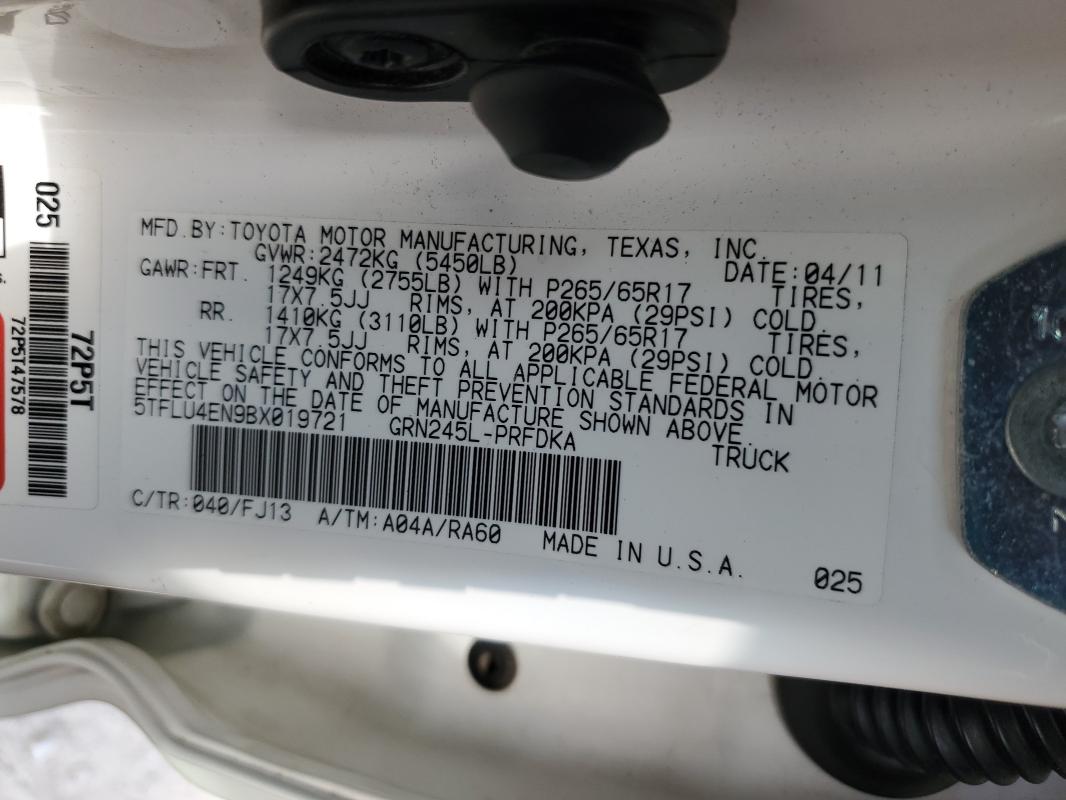 MFD.BY:TOYOTA MOTOR MANUFACTURING, TEXAS, INC.
GVWR:2472KG (5450LB) DATE:04/11
GAWR:FRT. 1249KG (2755LB) WITH P265/65R17 TIRES,
17X7.5JJ RIMS, AT 200KPA (29PSI) COLD.
RR. 1410KG (3110LB) WITH P265/65R17 TIRES,
17X7.5JJ RIMS, AT 200KPA (29PSI) COLD
THIS VEHICLE CONFORMS TO ALL APPLICABLE FEDERAL MOTOR
VEHICLE SAFETY AND THEFT PREVENTION STANDARDS IN
EFFECT ON THE DATE OF MANUFACTURE SHOWN ABOVE.
5TFLU4EN9BX019721 GRN245L-PRFDKA TRUCK
C/TR:040/FJ13 A/TM:A04A/RA60 MADE IN U.S.A. 025
025
72P5T
72P5T47578